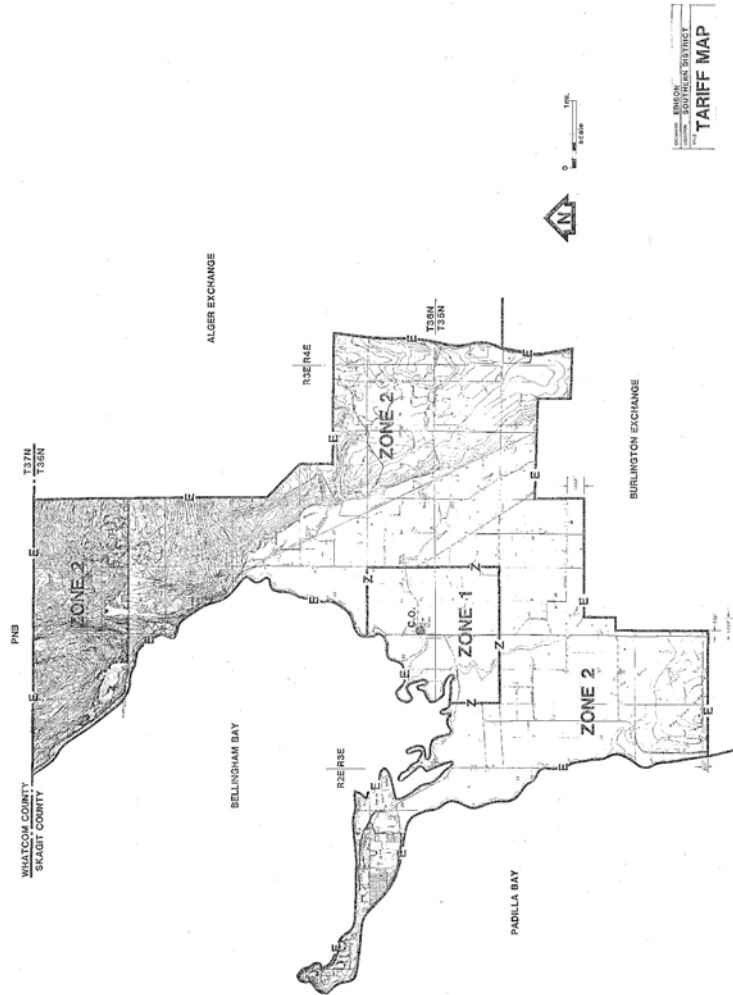 WHATCOM COUNTY
SKAGIT COUNTY
PNB
T37N
T36N
E
E
ZONE 2
E
E
E
ALGER EXCHANGE
BELLINGHAM BAY
R3E R4E
E
ZONE 2
E
T36N
T35N
E
E
E
Z
Z
C.O.
ZONE 1
E
Z
Z
R2E R3E
E
E
E
ZONE 2
E
E
PADILLA BAY
BURLINGTON EXCHANGE
N
0
1mi.
scale
EDISON
SOUTHERN DISTRICT
TARIFF MAP